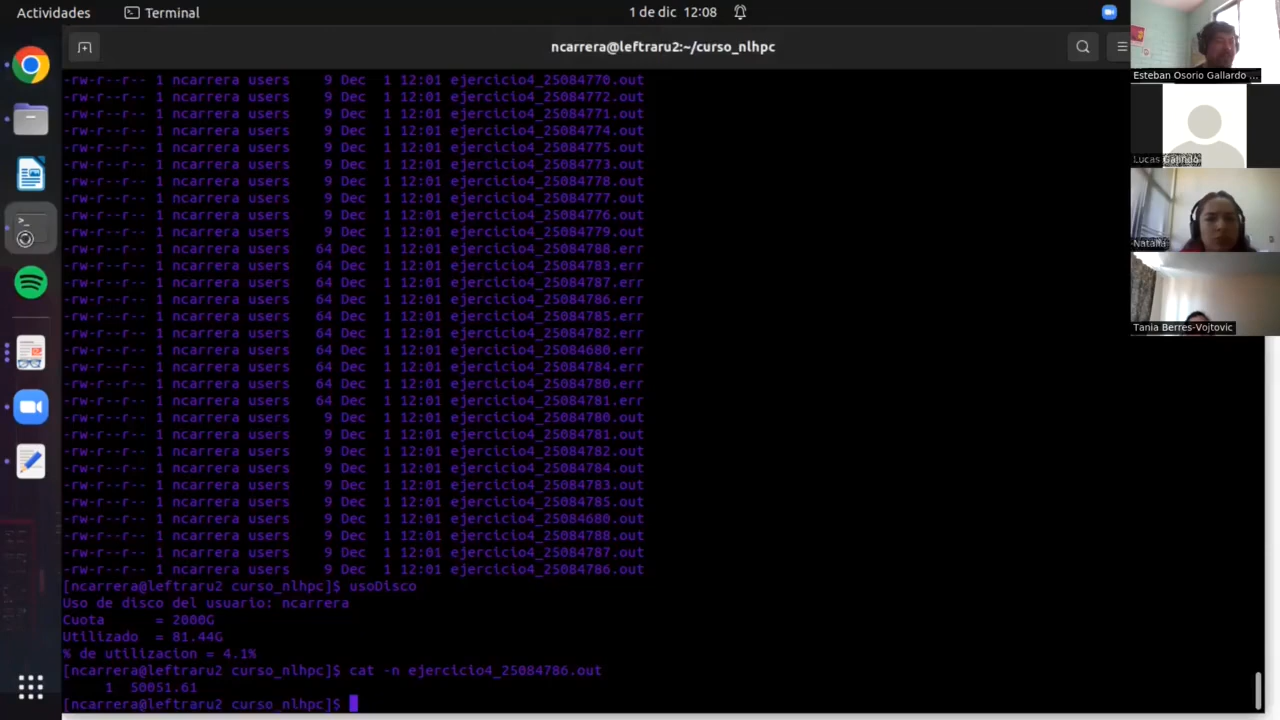 Actividades
Terminal
1 de dic 12:08
ncarrera@leftraru2:~/curso_nlhpc
-rw-r--r-- 1 ncarrera users 9 Dec 1 12:01 ejercicio4_25084770.out
-rw-r--r-- 1 ncarrera users 9 Dec 1 12:01 ejercicio4_25084772.out
-rw-r--r-- 1 ncarrera users 9 Dec 1 12:01 ejercicio4_25084771.out
-rw-r--r-- 1 ncarrera users 9 Dec 1 12:01 ejercicio4_25084774.out
-rw-r--r-- 1 ncarrera users 9 Dec 1 12:01 ejercicio4_25084775.out
-rw-r--r-- 1 ncarrera users 9 Dec 1 12:01 ejercicio4_25084773.out
-rw-r--r-- 1 ncarrera users 9 Dec 1 12:01 ejercicio4_25084778.out
-rw-r--r-- 1 ncarrera users 9 Dec 1 12:01 ejercicio4_25084777.out
-rw-r--r-- 1 ncarrera users 9 Dec 1 12:01 ejercicio4_25084776.out
-rw-r--r-- 1 ncarrera users 9 Dec 1 12:01 ejercicio4_25084779.out
-rw-r--r-- 1 ncarrera users 64 Dec 1 12:01 ejercicio4_25084788.err
-rw-r--r-- 1 ncarrera users 64 Dec 1 12:01 ejercicio4_25084783.err
-rw-r--r-- 1 ncarrera users 64 Dec 1 12:01 ejercicio4_25084787.err
-rw-r--r-- 1 ncarrera users 64 Dec 1 12:01 ejercicio4_25084786.err
-rw-r--r-- 1 ncarrera users 64 Dec 1 12:01 ejercicio4_25084785.err
-rw-r--r-- 1 ncarrera users 64 Dec 1 12:01 ejercicio4_25084782.err
-rw-r--r-- 1 ncarrera users 64 Dec 1 12:01 ejercicio4_25084680.err
-rw-r--r-- 1 ncarrera users 64 Dec 1 12:01 ejercicio4_25084784.err
-rw-r--r-- 1 ncarrera users 64 Dec 1 12:01 ejercicio4_25084780.err
-rw-r--r-- 1 ncarrera users 64 Dec 1 12:01 ejercicio4_25084781.err
-rw-r--r-- 1 ncarrera users 9 Dec 1 12:01 ejercicio4_25084780.out
-rw-r--r-- 1 ncarrera users 9 Dec 1 12:01 ejercicio4_25084781.out
-rw-r--r-- 1 ncarrera users 9 Dec 1 12:01 ejercicio4_25084782.out
-rw-r--r-- 1 ncarrera users 9 Dec 1 12:01 ejercicio4_25084784.out
-rw-r--r-- 1 ncarrera users 9 Dec 1 12:01 ejercicio4_25084783.out
-rw-r--r-- 1 ncarrera users 9 Dec 1 12:01 ejercicio4_25084785.out
-rw-r--r-- 1 ncarrera users 9 Dec 1 12:01 ejercicio4_25084680.out
-rw-r--r-- 1 ncarrera users 9 Dec 1 12:01 ejercicio4_25084788.out
-rw-r--r-- 1 ncarrera users 9 Dec 1 12:01 ejercicio4_25084787.out
-rw-r--r-- 1 ncarrera users 9 Dec 1 12:01 ejercicio4_25084786.out
[ncarrera@leftraru2 curso_nlhpc]$ usoDisco
Uso de disco del usuario: ncarrera
Cuota = 2000G
Utilizado = 81.44G
% de utilizacion = 4.1%
[ncarrera@leftraru2 curso_nlhpc]$ cat -n ejercicio4_25084786.out
1 50051.61
[ncarrera@leftraru2 curso_nlhpc]$
Esteban Osorio Gallardo ...
Lucas Galindo
Natalia
Tania Berres-Vojtovic